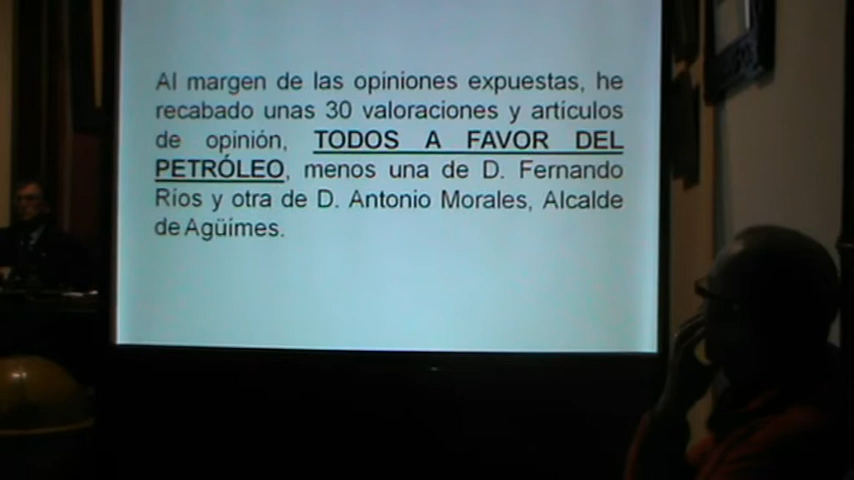 Al margen de las opiniones expuestas, he
recabado unas 30 valoraciones y artículos
de opinión, TODOS A FAVOR DEL
PETRÓLEO, menos una de D. Fernando
Ríos y otra de D. Antonio Morales, Alcalde
de Agüimes.